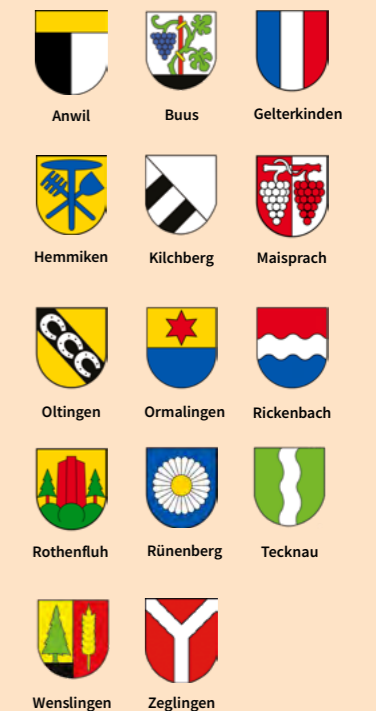 Anwil Buus Gelterkinden
Hemmiken Kilchberg Maisprach
Oltingen Ormalingen Rickenbach
Rothenfluh Rünenberg Tecknau
Wenslingen Zeglingen